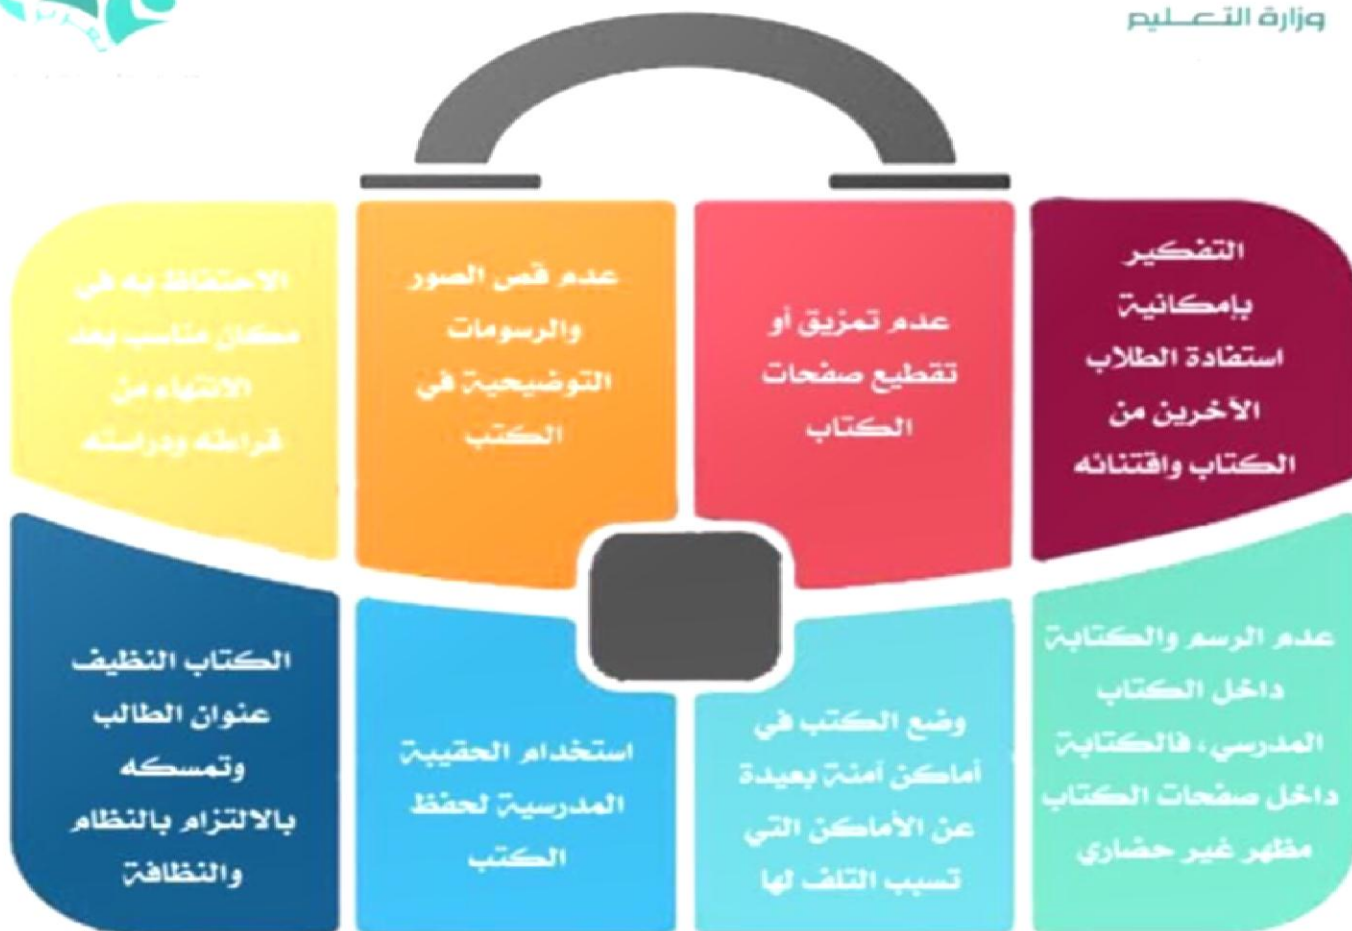 وزارة التعليم
التفكير
بإمكانية
استفادة الطلاب
الآخرين من
الكتاب واقتنائه
عدم تمزيق أو
تقطيع صفحات
الكتاب
عدم قص الصور
والرسومات
التوضيحية في
الكتب
الاحتفاظ به في
مكان مناسب بعد
الانتهاء من
قراءته ودراسته
عدم الرسم والكتابة
داخل الكتاب
المدرسي، فالكتابة
داخل صفحات الكتاب
مظهر غير حضاري
وضع الكتب في
أماكن آمنة بعيدة
عن الأماكن التي
تسبب التلف لها
استخدام الحقيبة
المدرسية لحفظ
الكتب
الكتاب النظيف
عنوان الطالب
وتمسكه
بالالتزام بالنظام
والنظافة